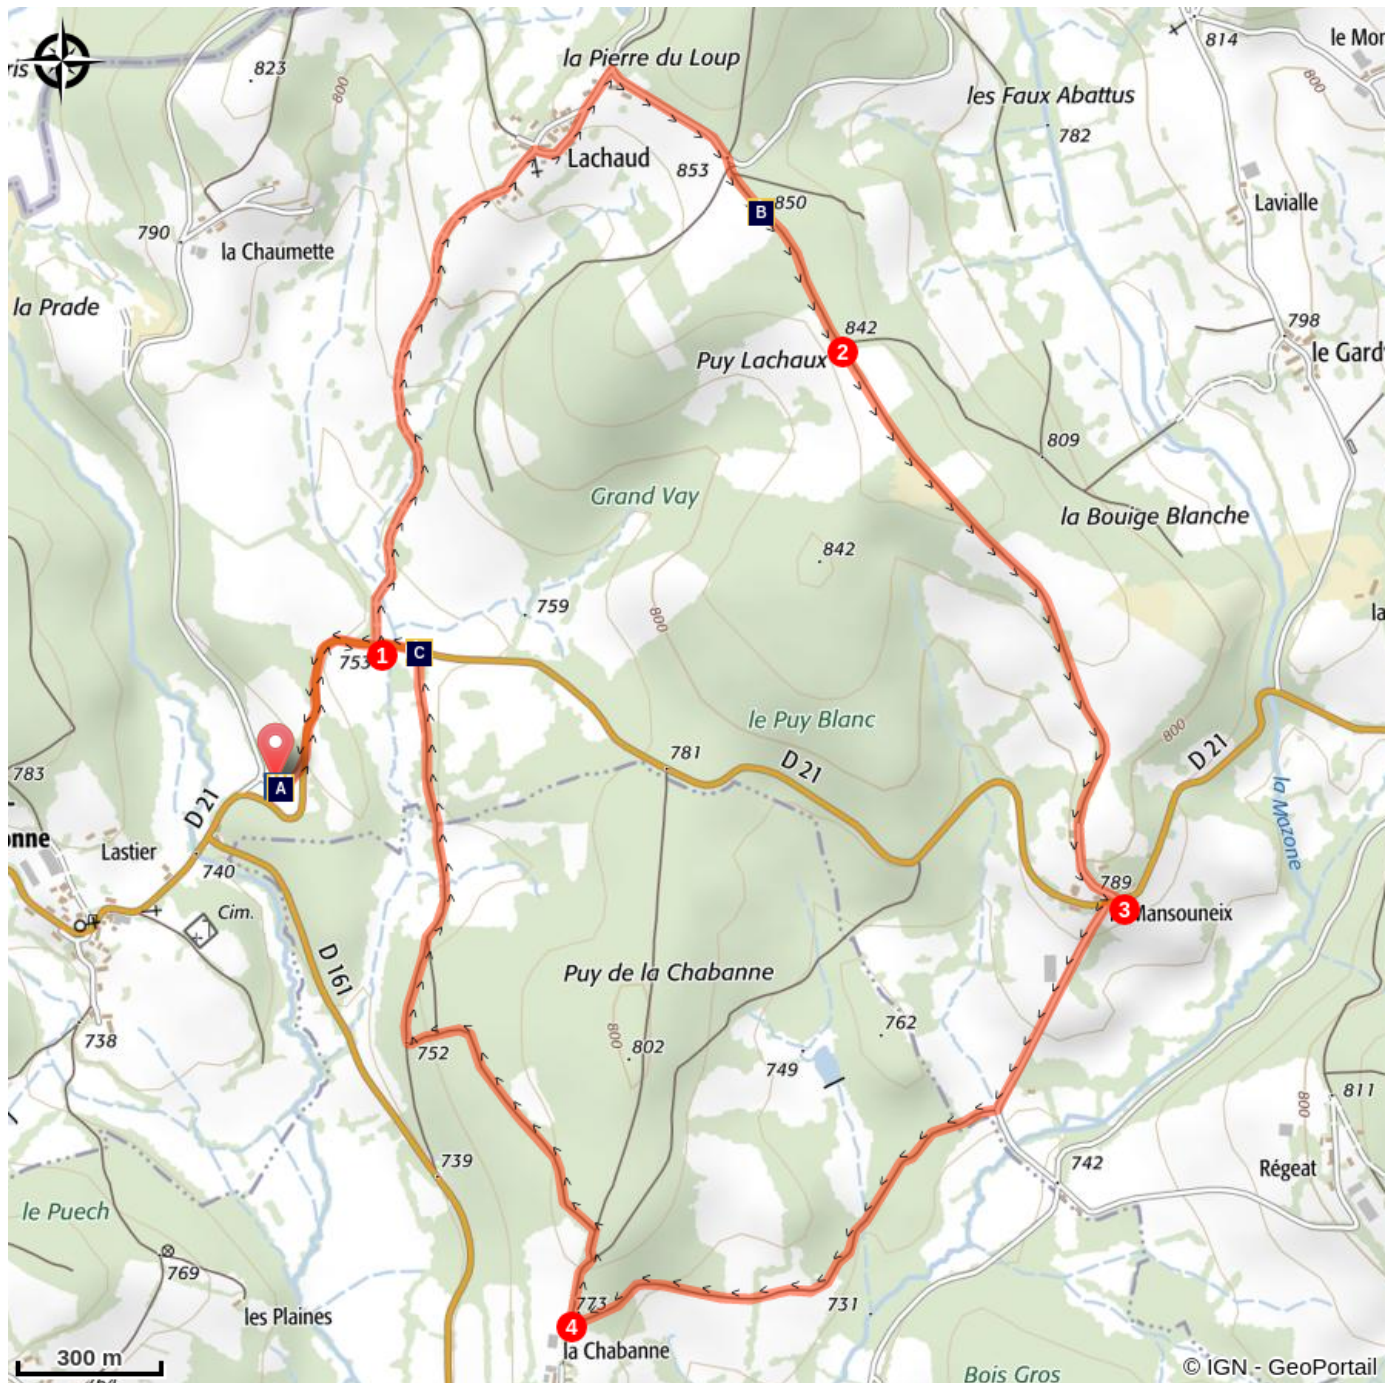 814
le Mor
ris
823
800
la Pierre du Loup
les Faux Abattus
800
782
Lachaud
853
B
850
Lavialle
790
la Chaumette
la Prade
842
798
2
Puy Lachaux
le Gard
809
Grand Vay
la Bouige Blanche
842
759
800
la
753
1
C
le Puy Blanc
800
781
D 21
D 21
783
A
D 21
la Mazone
onne
Lastier
740
789
Cim.
3
Mansouneix
D 161
Puy de la Chabanne
762
738
752
800
802
749
811
800
739
742
Régeat
le Puech
769
773
731
les Plaines
4
la Chabanne
300 m
Bois Gros
© IGN - GeoPortail